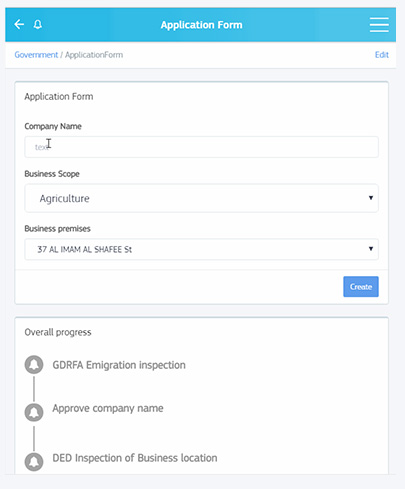 Application Form
Government / ApplicationForm
Edit
Application Form
Company Name
text
Business Scope
Agriculture
Business premises
37 AL IMAM AL SHAFEE St
Create
Overall progress
GDRFA Emigration inspection
Approve company name
DED Inspection of Business location